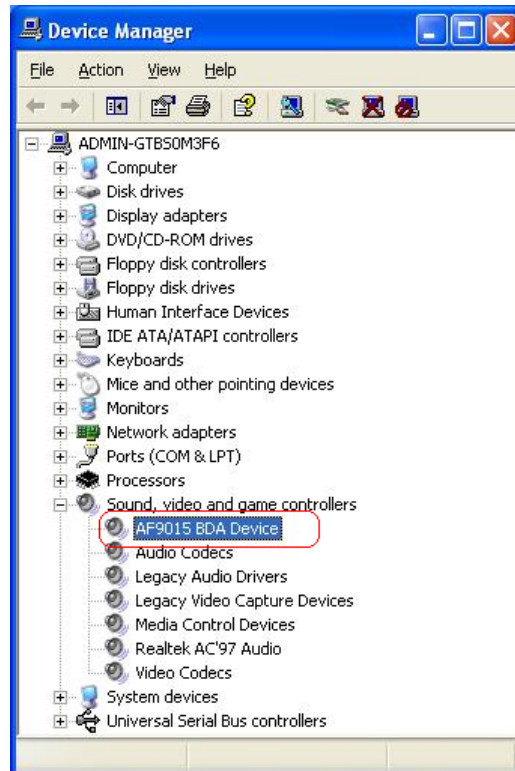 Device Manager
File Action View Help
ADMIN-GTBS0M3F6
Computer
Disk drives
Display adapters
DVD/CD-ROM drives
Floppy disk controllers
Floppy disk drives
Human Interface Devices
IDE ATA/ATAPI controllers
Keyboards
Mice and other pointing devices
Monitors
Network adapters
Ports (COM & LPT)
Processors
Sound, video and game controllers
AF9015 BDA Device
Audio Codecs
Legacy Audio Drivers
Legacy Video Capture Devices
Media Control Devices
Realtek AC'97 Audio
Video Codecs
System devices
Universal Serial Bus controllers